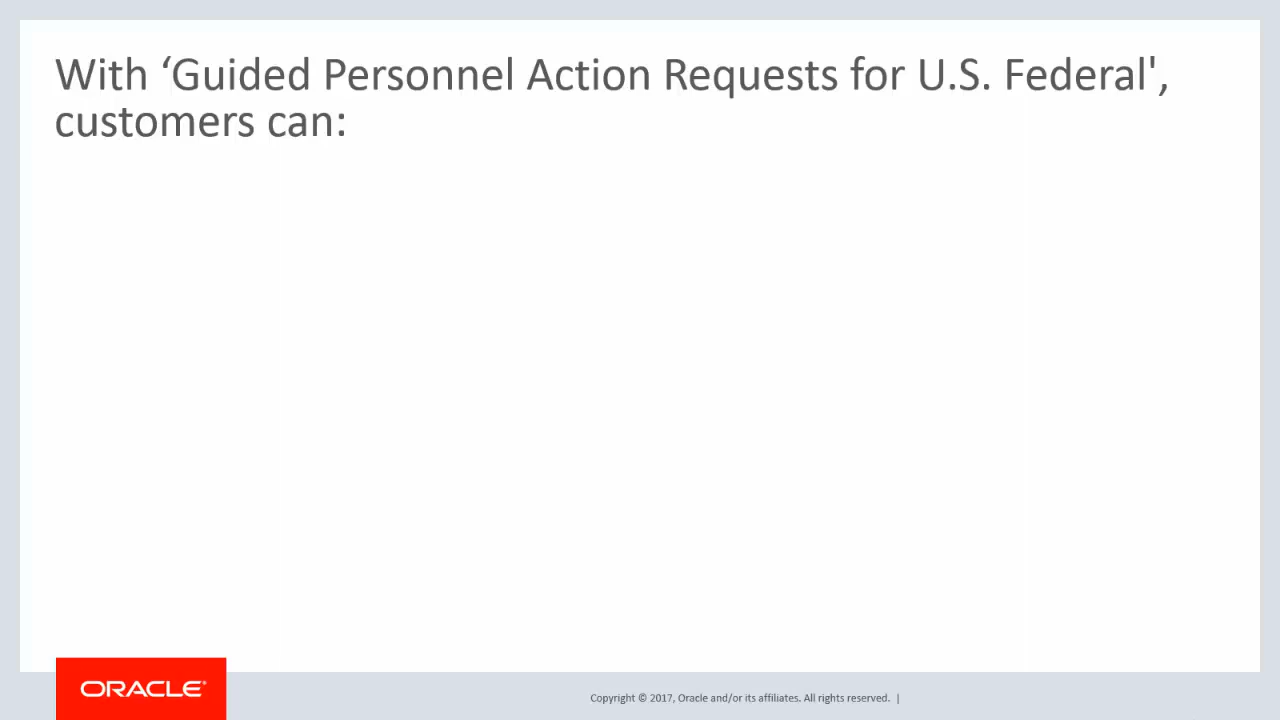 With ‘Guided Personnel Action Requests for U.S. Federal',
customers can:
ORACLE®
Copyright © 2017, Oracle and/or its affiliates. All rights reserved. |